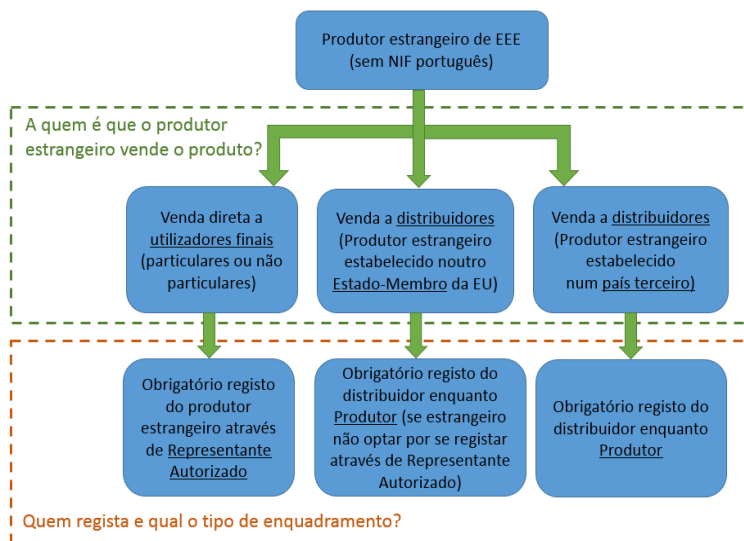 Produtor estrangeiro de EEE
(sem NIF português)
A quem é que o produtor
estrangeiro vende o produto?
Venda direta a
utilizadores finais
(particulares ou não
particulares)
Venda a distribuidores
(Produtor estrangeiro
estabelecido noutro
Estado-Membro da EU)
Venda a distribuidores
(Produtor estrangeiro
estabelecido
num país terceiro)
Obrigatório registo
do produtor
estrangeiro através
de Representante
Autorizado
Obrigatório registo do
distribuidor enquanto
Produtor (se estrangeiro
não optar por se registar
através de Representante
Autorizado)
Obrigatório registo do
distribuidor enquanto
Produtor
Quem regista e qual o tipo de enquadramento?